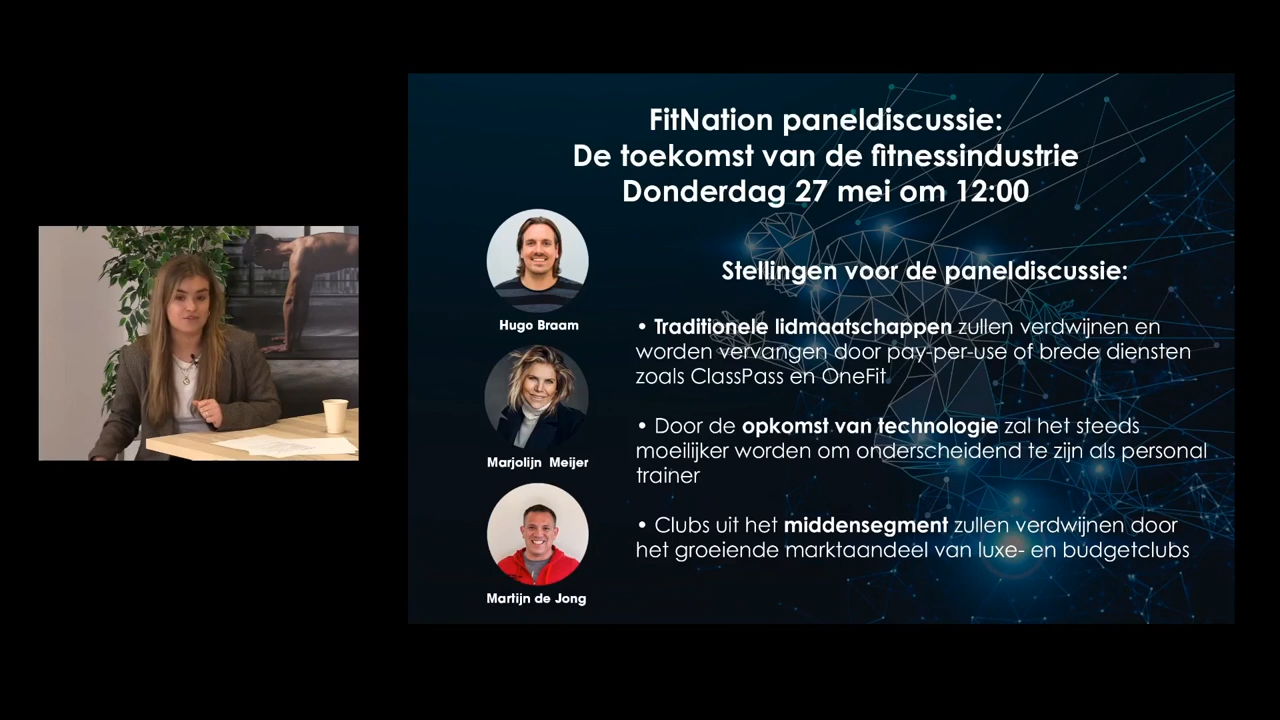 FitNation paneldiscussie:
De toekomst van de fitnessindustrie
Donderdag 27 mei om 12:00
Hugo Braam
Marjolijn Meijer
Martijn de Jong
Stellingen voor de paneldiscussie:
• Traditionele lidmaatschappen zullen verdwijnen en
worden vervangen door pay-per-use of brede diensten
zoals ClassPass en OneFit
• Door de opkomst van technologie zal het steeds
moeilijker worden om onderscheidend te zijn als personal
trainer
• Clubs uit het middensegment zullen verdwijnen door
het groeiende marktaandeel van luxe- en budgetclubs